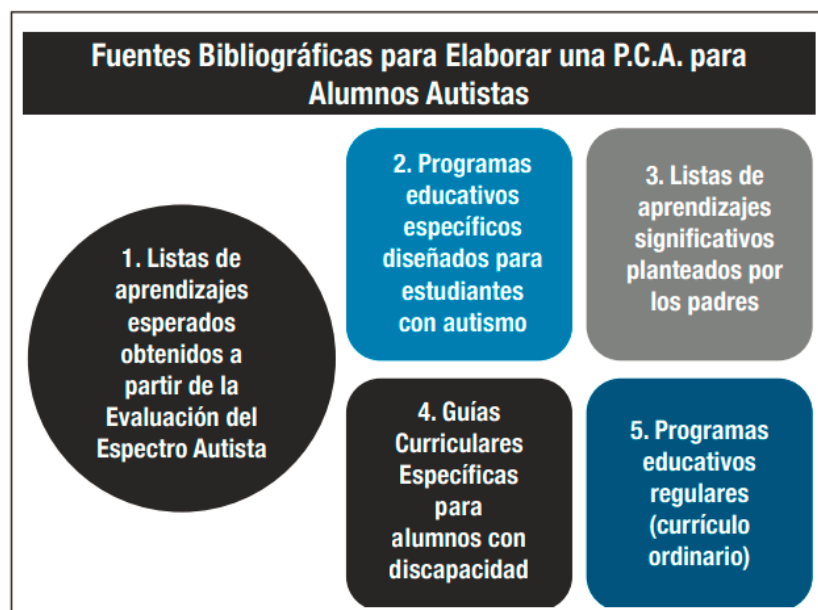 Fuentes Bibliográficas para Elaborar una P.C.A. para
Alumnos Autistas
1. Listas de
aprendizajes
esperados
obtenidos a
partir de la
Evaluación del
Espectro Autista
2. Programas
educativos
específicos
diseñados para
estudiantes
con autismo
3. Listas de
aprendizajes
significativos
planteados por
los padres
4. Guías
Curriculares
Específicas
para
alumnos con
discapacidad
5. Programas
educativos
regulares
(currículo
ordinario)